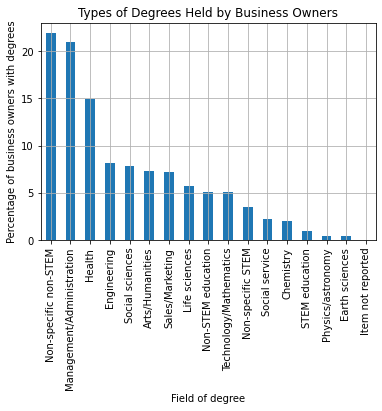 Types of Degrees Held by Business Owners
Percentage of business owners with degrees
20
15
10
5
0
Non-specific non-STEM
Management/Administration
Health
Engineering
Social sciences
Arts/Humanities
Sales/Marketing
Life sciences
Non-STEM education
Technology/Mathematics
Non-specific STEM
Social service
Chemistry
STEM education
Physics/astronomy
Earth sciences
Item not reported
Field of degree